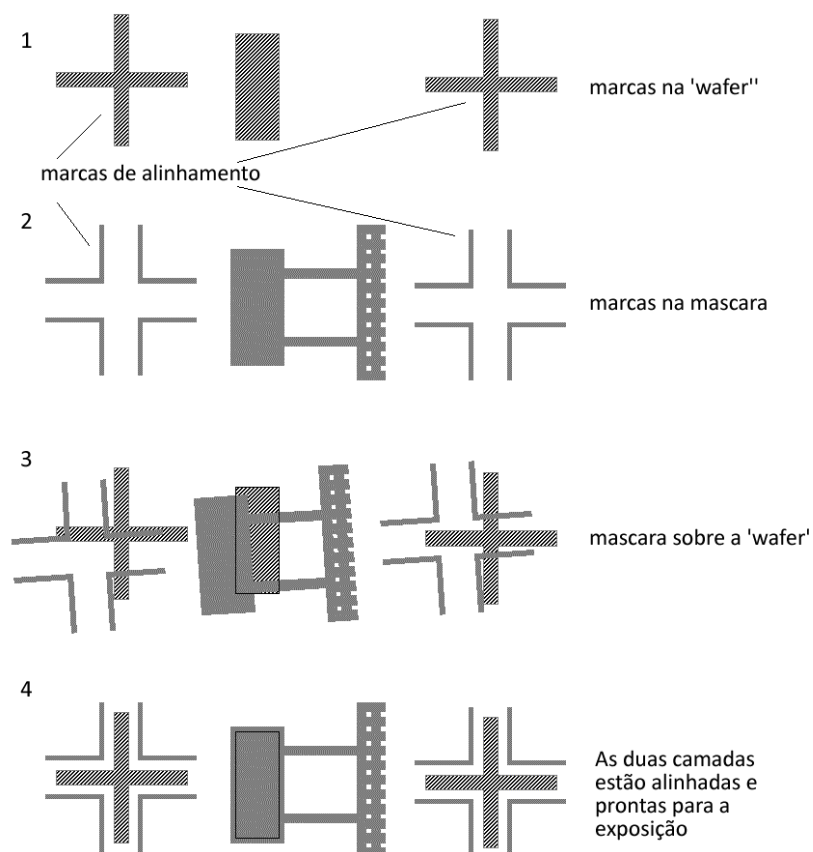 1
marcas na 'wafer''
marcas de alinhamento
2
marcas na mascara
3
mascara sobre a 'wafer'
4
As duas camadas
estão alinhadas e
prontas para a
exposição